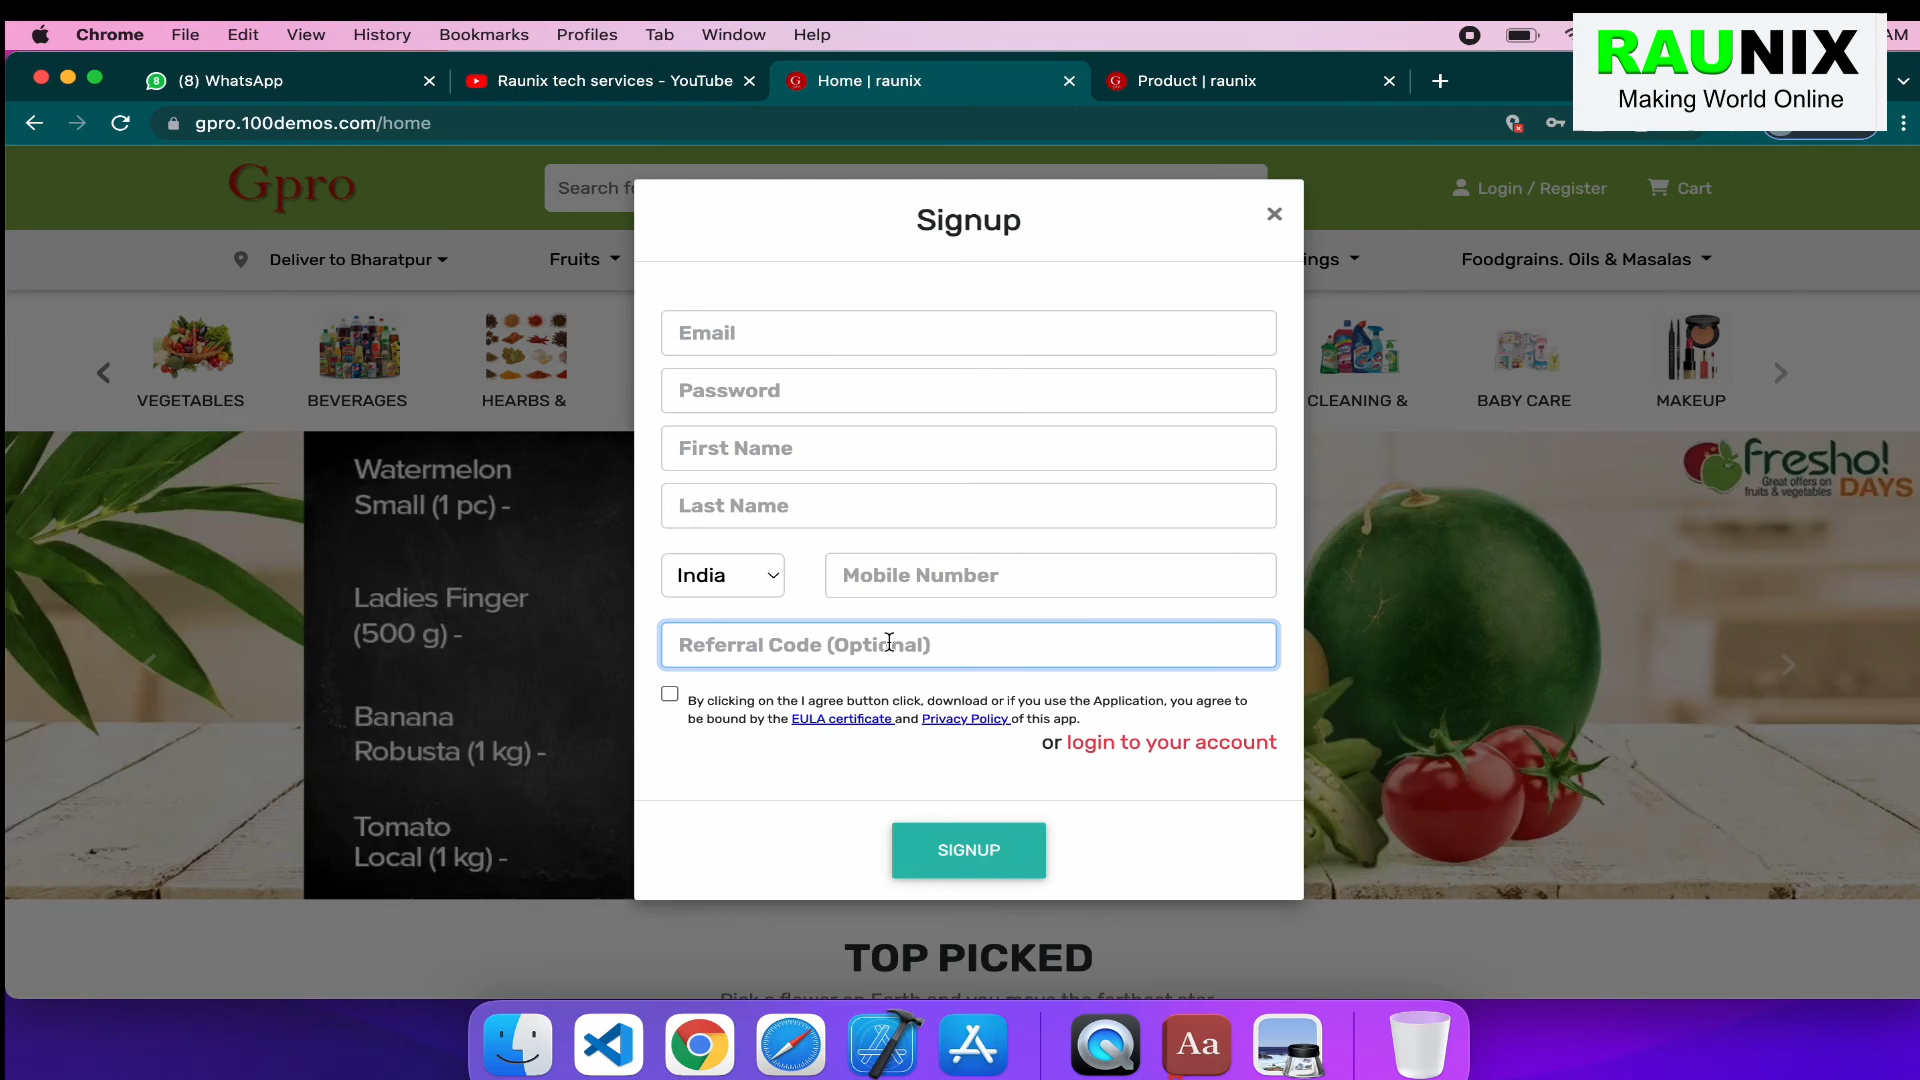 Chrome File Edit View History Bookmarks Profiles Tab Window Help
AM
RAUNIX
Making World Online
(8) WhatsApp
Raunix tech services - YouTube
Home | raunix
Product | raunix
gpro.100demos.com/home
Gpro
Search fo
Login / Register
Cart
Deliver to Bharatpur
Fruits
ings
Foodgrains. Oils & Masalas
VEGETABLES
BEVERAGES
HEARBS &
CLEANING &
BABY CARE
MAKEUP
Watermelon
Small (1 pc) -
Ladies Finger
(500 g) -
Banana
Robusta (1 kg) -
Tomato
Local (1 kg) -
fresho!
Great offers on
fruits & vegetables
DAYS
Signup
Email
Password
First Name
Last Name
India
Mobile Number
Referral Code (Optional)
By clicking on the I agree button click, download or if you use the Application, you agree to
be bound by the EULA certificate and Privacy Policy of this app.
or login to your account
SIGNUP
TOP PICKED
Aa